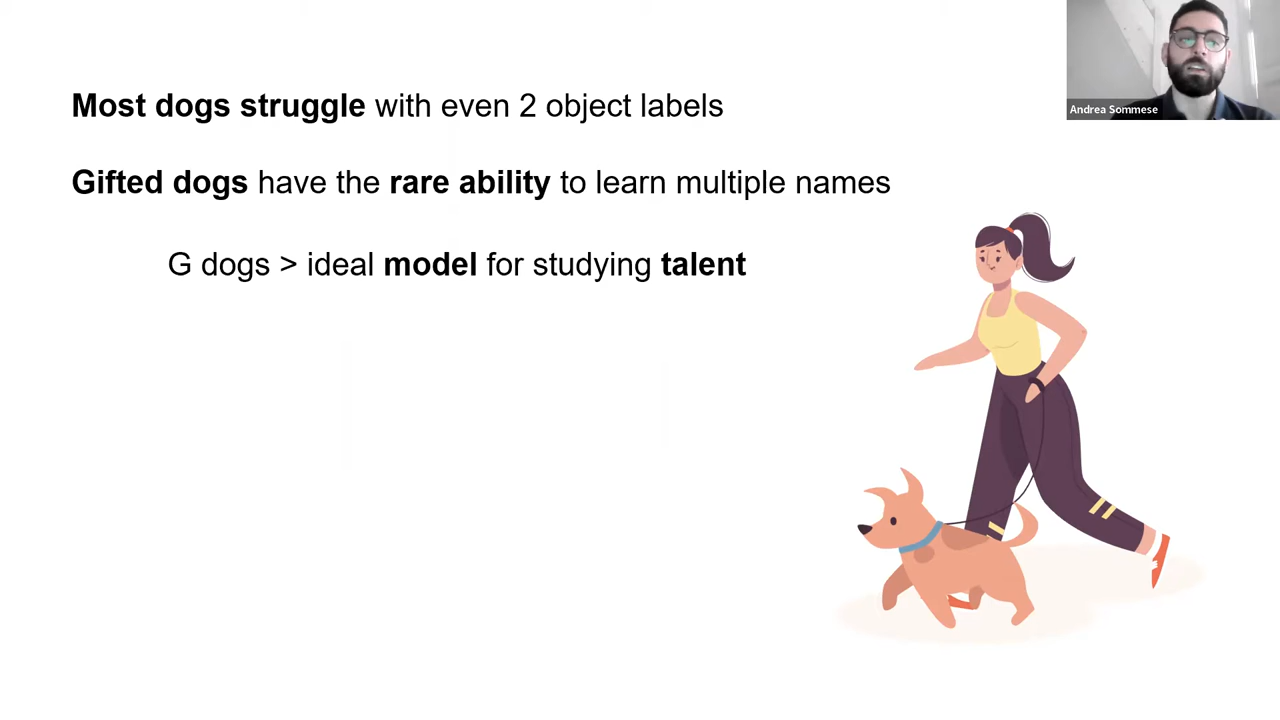 Most dogs struggle with even 2 object labels
Gifted dogs have the rare ability to learn multiple names
G dogs > ideal model for studying talent
Andrea Sommese